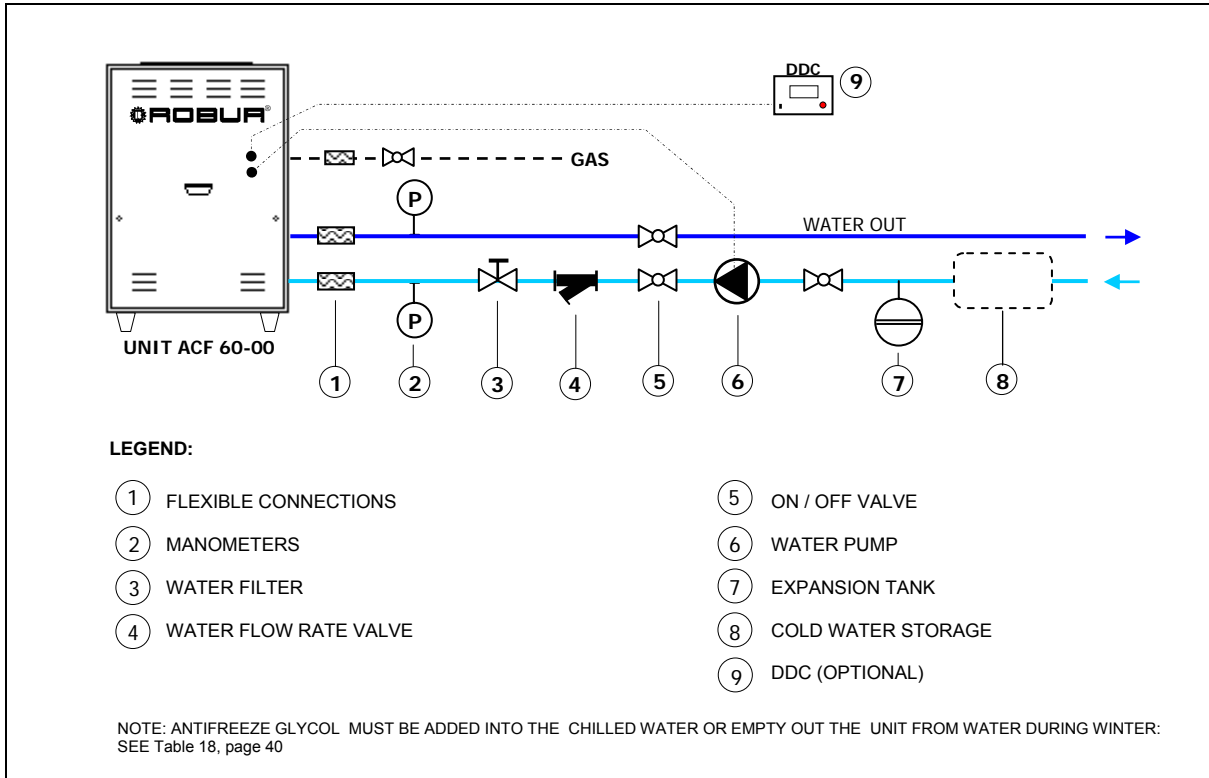 DDC
9
ROBUR®
GAS
P
WATER OUT
P
UNIT ACF 60-00
1 2 3 4 5 6 7 8
LEGEND:
1 FLEXIBLE CONNECTIONS
2 MANOMETERS
3 WATER FILTER
4 WATER FLOW RATE VALVE
5 ON / OFF VALVE
6 WATER PUMP
7 EXPANSION TANK
8 COLD WATER STORAGE
9 DDC (OPTIONAL)
NOTE: ANTIFREEZE GLYCOL MUST BE ADDED INTO THE CHILLED WATER OR EMPTY OUT THE UNIT FROM WATER DURING WINTER:
SEE Table 18, page 40